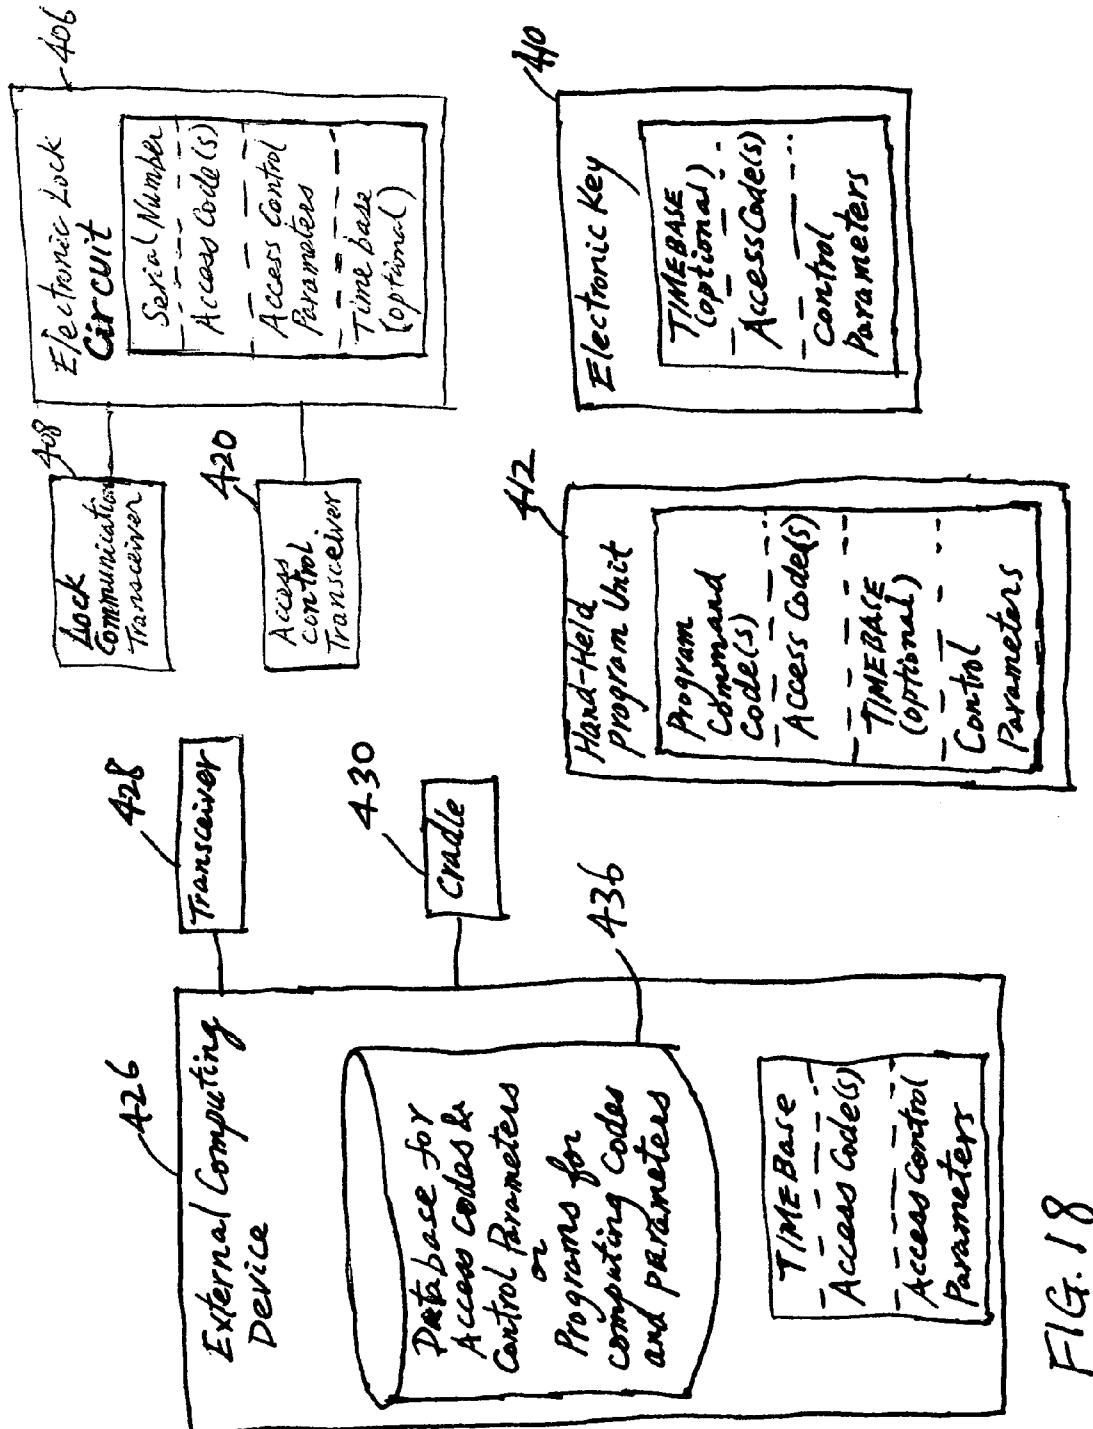 426
External Computing
Device
Database for
Access Codes &
Control Parameters
or
Programs for
Computing Codes
and parameters
436
TIMEBase
Access Code(s)
Access Control
Parameters
428
Transceiver
430
Cradle
408
Lock
Communication
Transceiver
420
Access
Control
Transceiver
406
Electronic Lock
Circuit
Serial Number
Access Code(s)
Access Control
Parameters
Time base
(optional)
412
Hand-Held
Program Unit
Program
Command
Code(s)
Access Code(s)
TIMEBASE
(optional)
Control
Parameters
410
Electronic Key
TIMEBASE
(optional)
Access Code(s)
Control
Parameters
FIG. 18